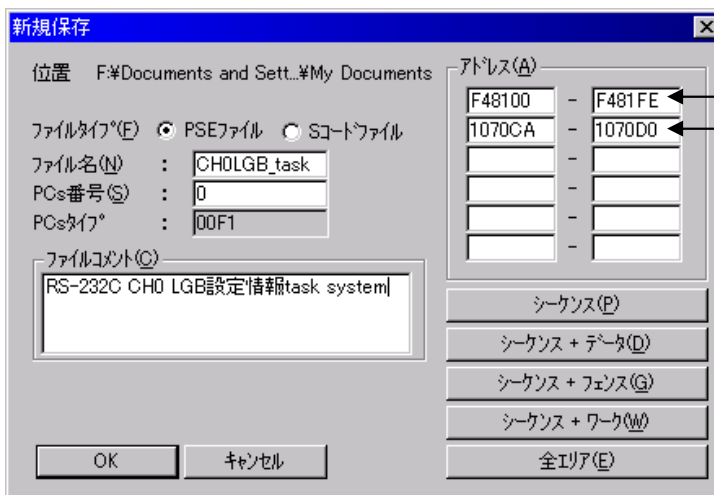 新規保存
位置 F:¥Documents and Sett...¥My Documents
ﾌｧｲﾙﾀｲﾌﾟ(F) PSEﾌｧｲﾙ Sｺｰﾄﾞﾌｧｲﾙ
ﾌｧｲﾙ名(N) : CH0LGB_task
PCs番号(S) : 0
PCsﾀｲﾌﾟ : 00F1
ﾌｧｲﾙｺﾒﾝﾄ(C)
RS-232C CH0 LGB設定情報task system
OK
ｷｬﾝｾﾙ
ｱﾄﾞﾚｽ(A)
F48100 - F481FE
1070CA - 1070D0
-
-
-
-
ｼｰｹﾝｽ(P)
ｼｰｹﾝｽ + ﾃﾞｰﾀ(D)
ｼｰｹﾝｽ + ﾌｪﾝｽ(G)
ｼｰｹﾝｽ + ﾜｰｸ(W)
全ｴﾘｱ(E)